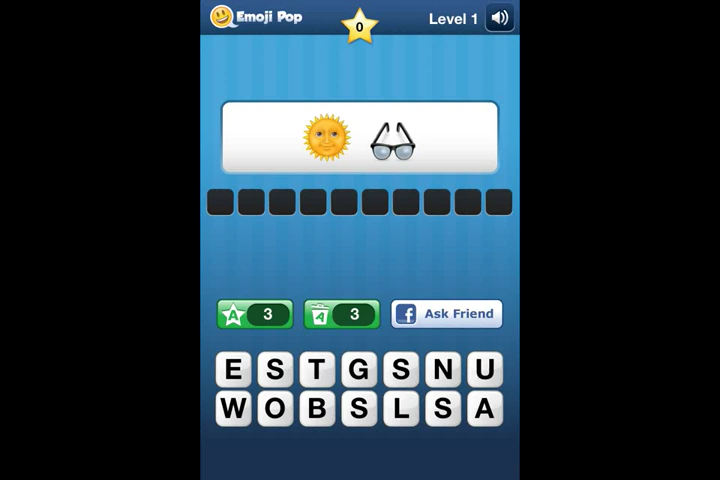 Emoji Pop
0
Level 1
A 3
A 3
f Ask Friend
E S T G S N U
W O B S L S A